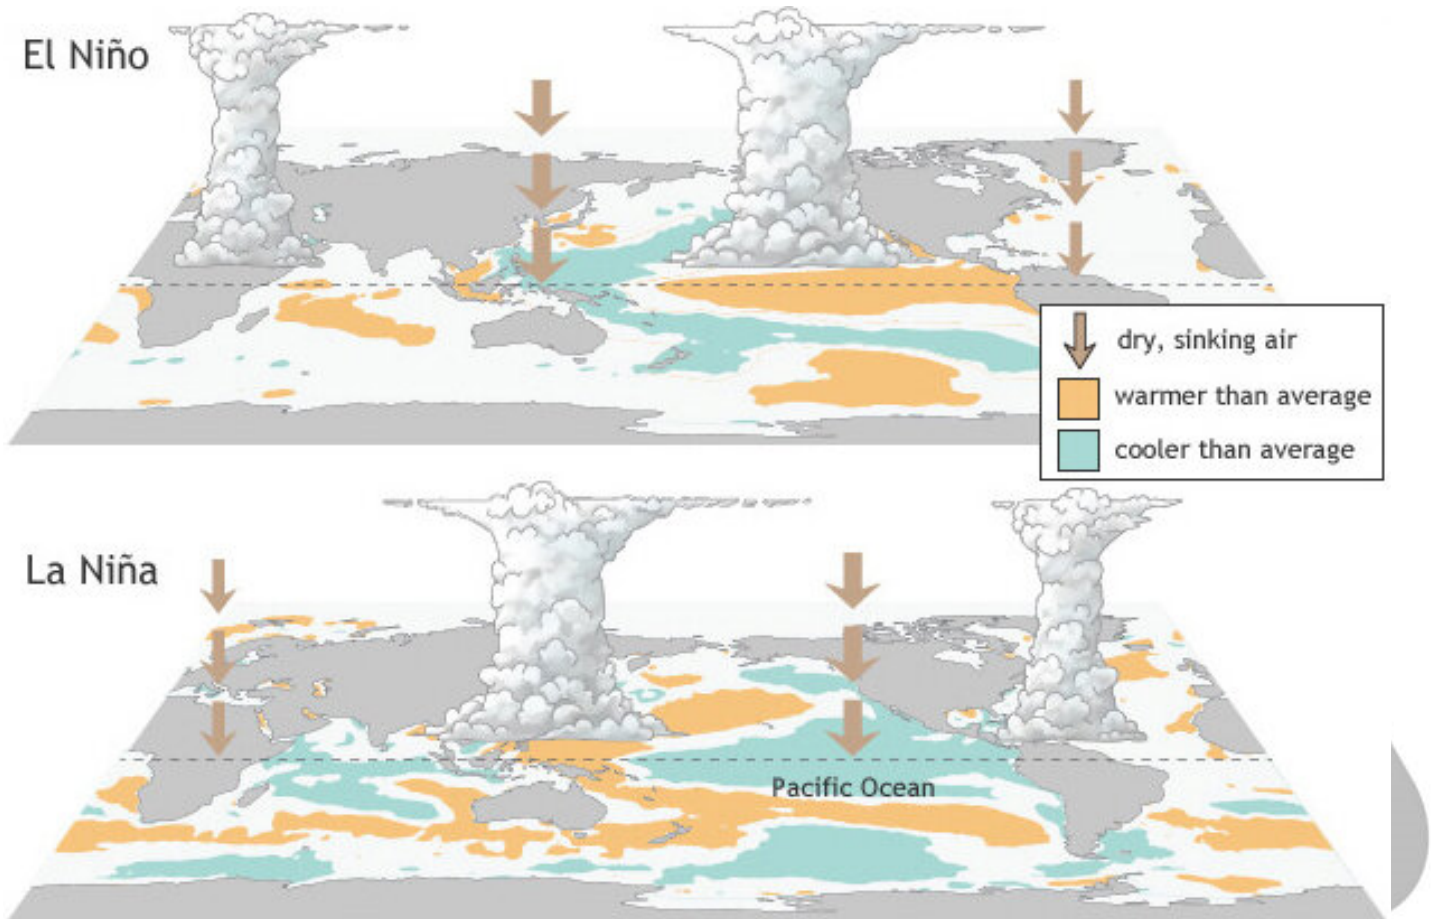 El Niño
dry, sinking air
warmer than average
cooler than average
La Niña
Pacific Ocean